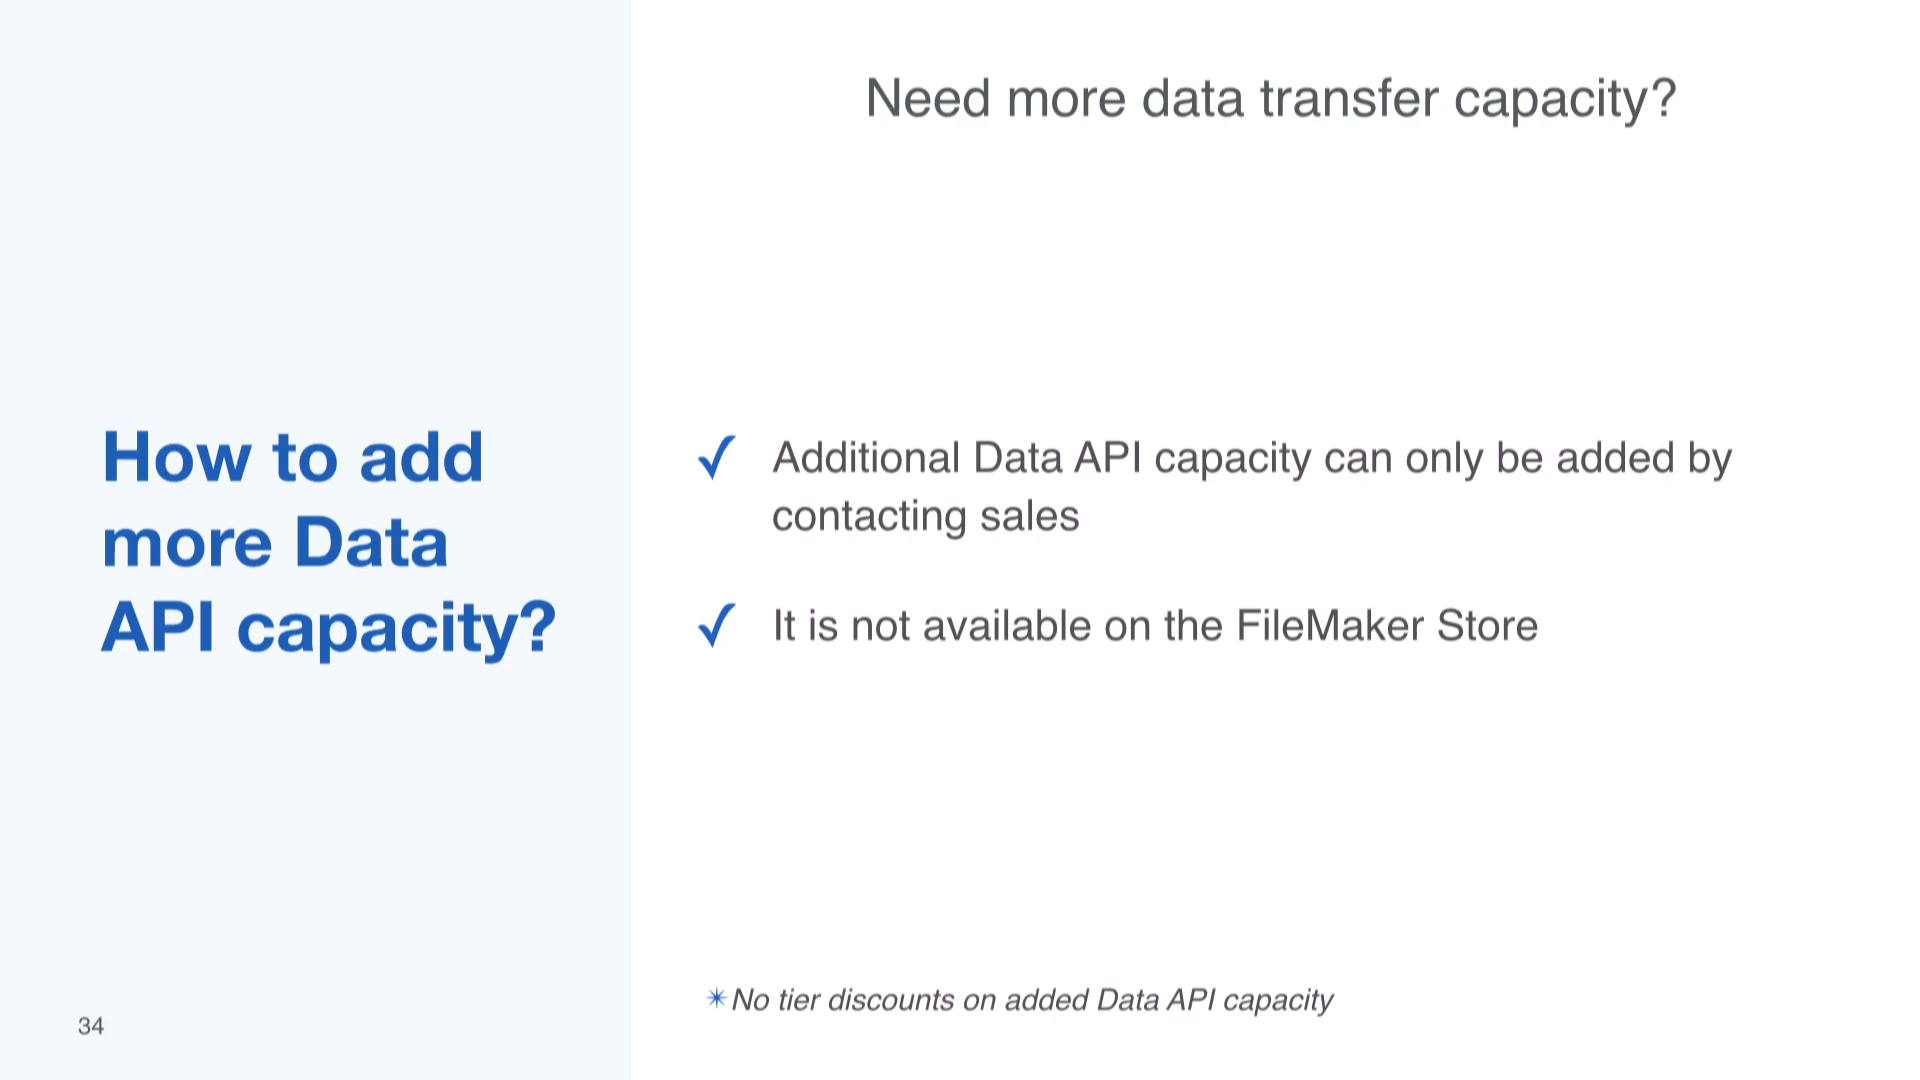 How to add
more Data
API capacity?
Need more data transfer capacity?
✓ Additional Data API capacity can only be added by
contacting sales
✓ It is not available on the FileMaker Store
✴No tier discounts on added Data API capacity
34